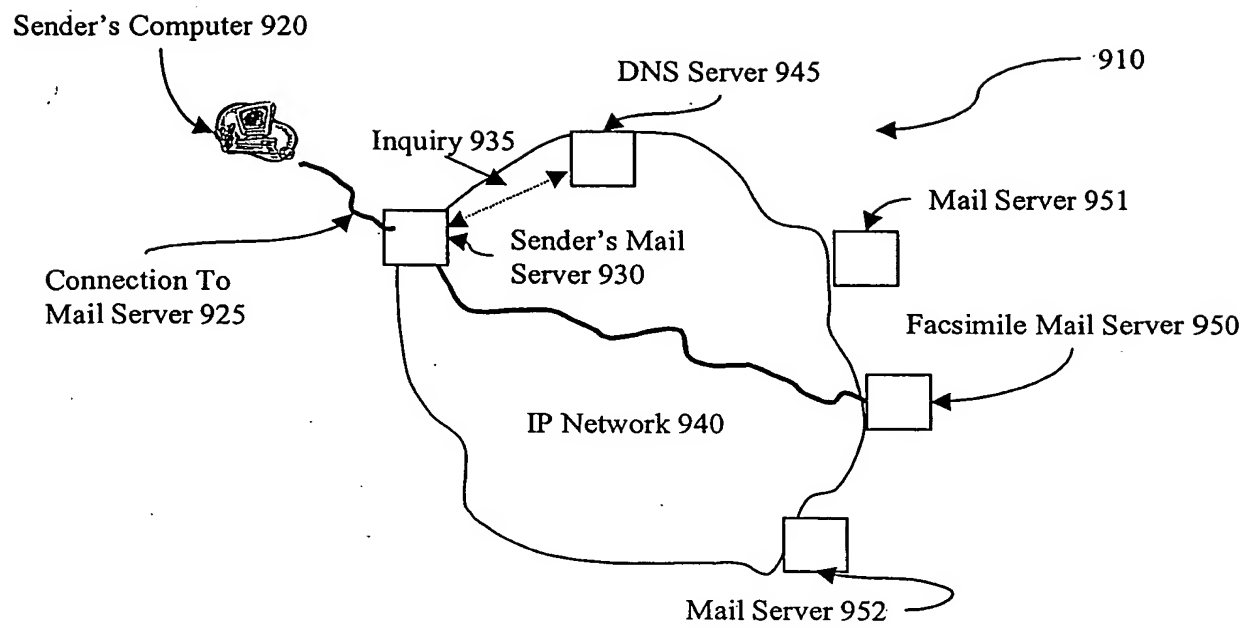 Sender's Computer 920
DNS Server 945
910
Inquiry 935
Mail Server 951
Sender's Mail
Server 930
Connection To
Mail Server 925
Facsimile Mail Server 950
IP Network 940
Mail Server 952